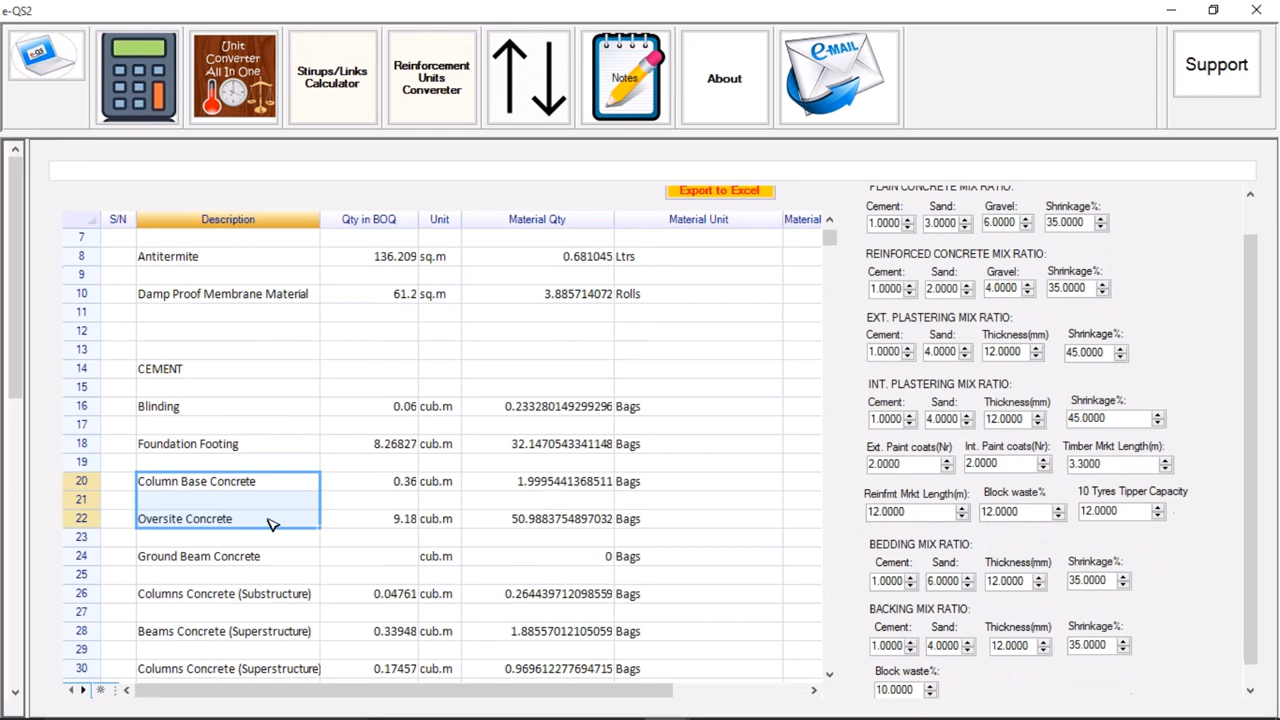 e-QS2
e-QS
Unit
Converter
All In One
Stirups/Links
Calculator
Reinforcement
Units
Convereter
Notes
About
e-MAIL
Support
Export to Excel
S/N Description Qty in BOQ Unit Material Qty Material Unit Material
7
8 Antitermite 136.209 sq.m 0.681045 Ltrs
9
10 Damp Proof Membrane Material 61.2 sq.m 3.885714072 Rolls
11
12
13
14 CEMENT
15
16 Blinding 0.06 cub.m 0.233280149299296 Bags
17
18 Foundation Footing 8.26827 cub.m 32.1470543341148 Bags
19
20 Column Base Concrete 0.36 cub.m 1.9995441368511 Bags
21
22 Oversite Concrete 9.18 cub.m 50.9883754897032 Bags
23
24 Ground Beam Concrete cub.m 0 Bags
25
26 Columns Concrete (Substructure) 0.04761 cub.m 0.264439712098559 Bags
27
28 Beams Concrete (Superstructure) 0.33948 cub.m 1.88557012105059 Bags
29
30 Columns Concrete (Superstructure) 0.17457 cub.m 0.969612277694715 Bags
PLAIN CONCRETE MIX RATIO:
Cement: Sand: Gravel: Shrinkage%:
1.0000 3.0000 6.0000 35.0000
REINFORCED CONCRETE MIX RATIO:
Cement: Sand: Gravel: Shrinkage%:
1.0000 2.0000 4.0000 35.0000
EXT. PLASTERING MIX RATIO:
Cement: Sand: Thickness(mm) Shrinkage%:
1.0000 4.0000 12.0000 45.0000
INT. PLASTERING MIX RATIO:
Cement: Sand: Thickness(mm) Shrinkage%:
1.0000 4.0000 12.0000 45.0000
Ext. Paint coats(Nr) Int. Paint coats(Nr): Timber Mrkt Length(m):
2.0000 2.0000 3.3000
Reinfmt Mrkt Length(m): Block waste% 10 Tyres Tipper Capacity
12.0000 12.0000 12.0000
BEDDING MIX RATIO:
Cement: Sand: Thickness(mm) Shrinkage%:
1.0000 6.0000 12.0000 35.0000
BACKING MIX RATIO:
Cement: Sand: Thickness(mm) Shrinkage%:
1.0000 4.0000 12.0000 35.0000
Block waste%:
10.0000